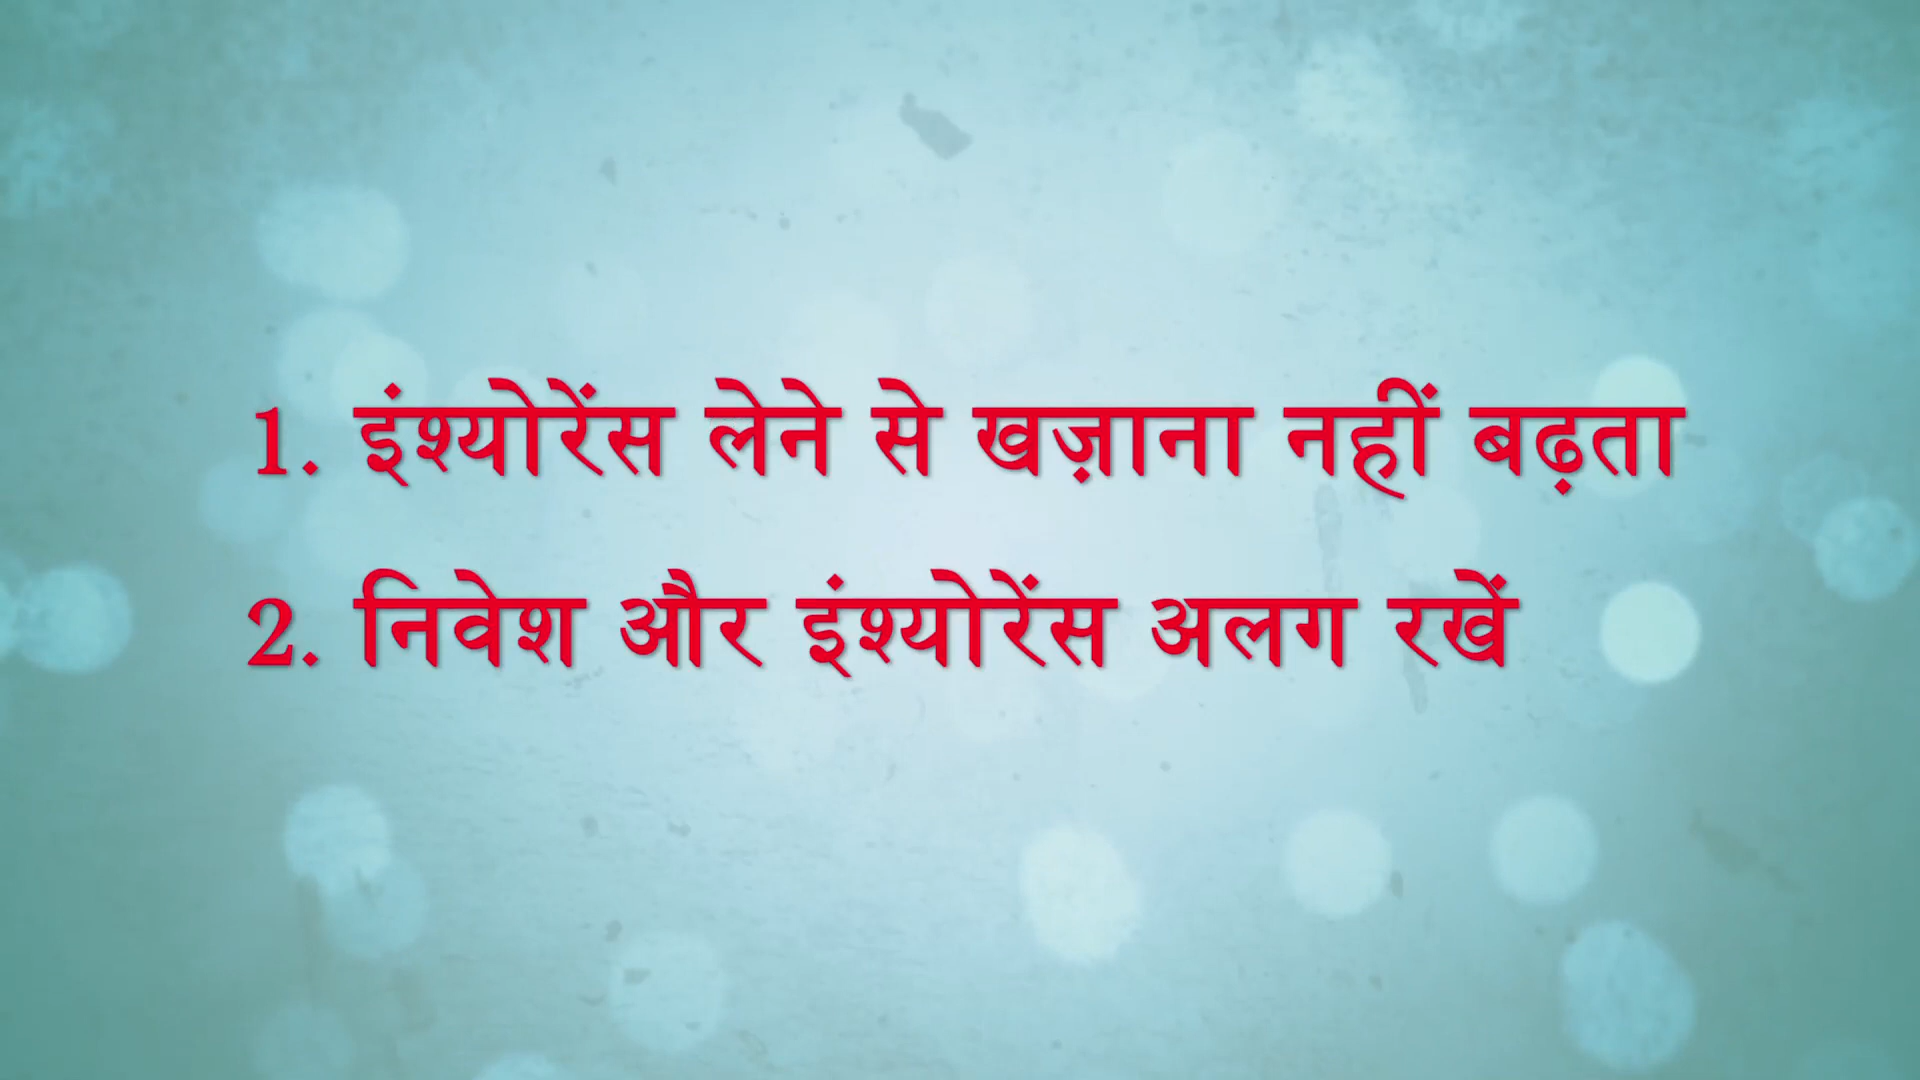 1. इंश्योरेंस लेने से खज़ाना नहीं बढ़ता
2. निवेश और इंश्योरेंस अलग रखें